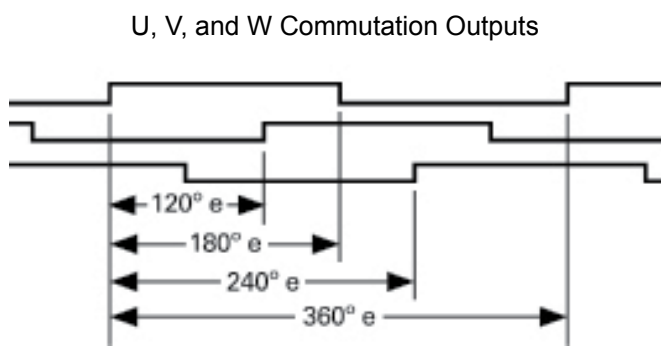 U, V, and W Commutation Outputs
120° e
180° e
240° e
360° e